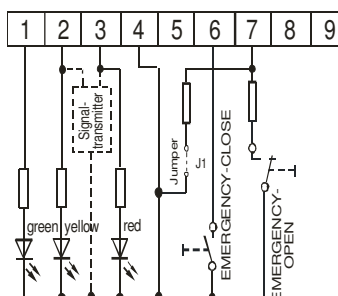 1 2 3 4 5 6 7 8 9
Signal-
transmitter
Jumper
J1
EMERGENCY-CLOSE
EMERGENCY-
OPEN
green yellow red